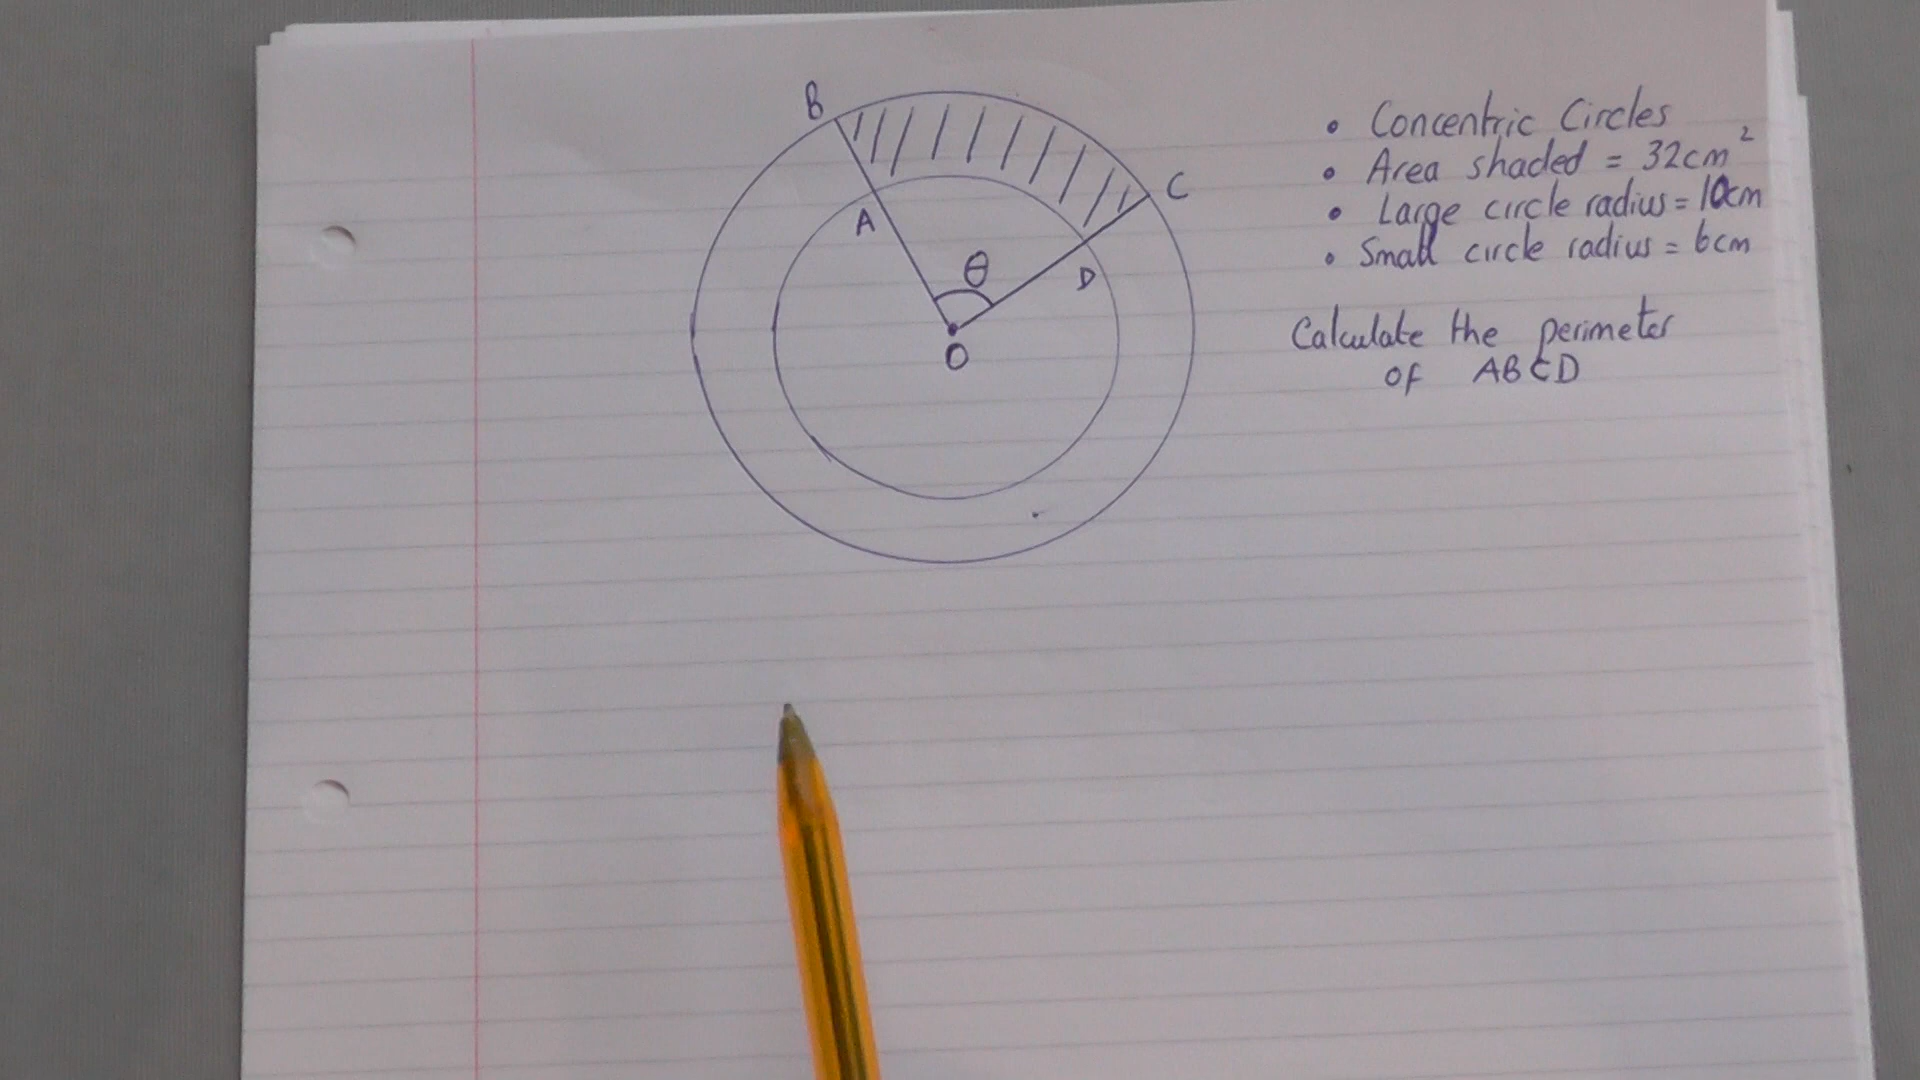 B
C
A
D
θ
O
• Concentric Circles
• Area shaded = 32cm²
• Large circle radius = 10cm
• Small circle radius = 6cm
Calculate the perimeter
of ABCD